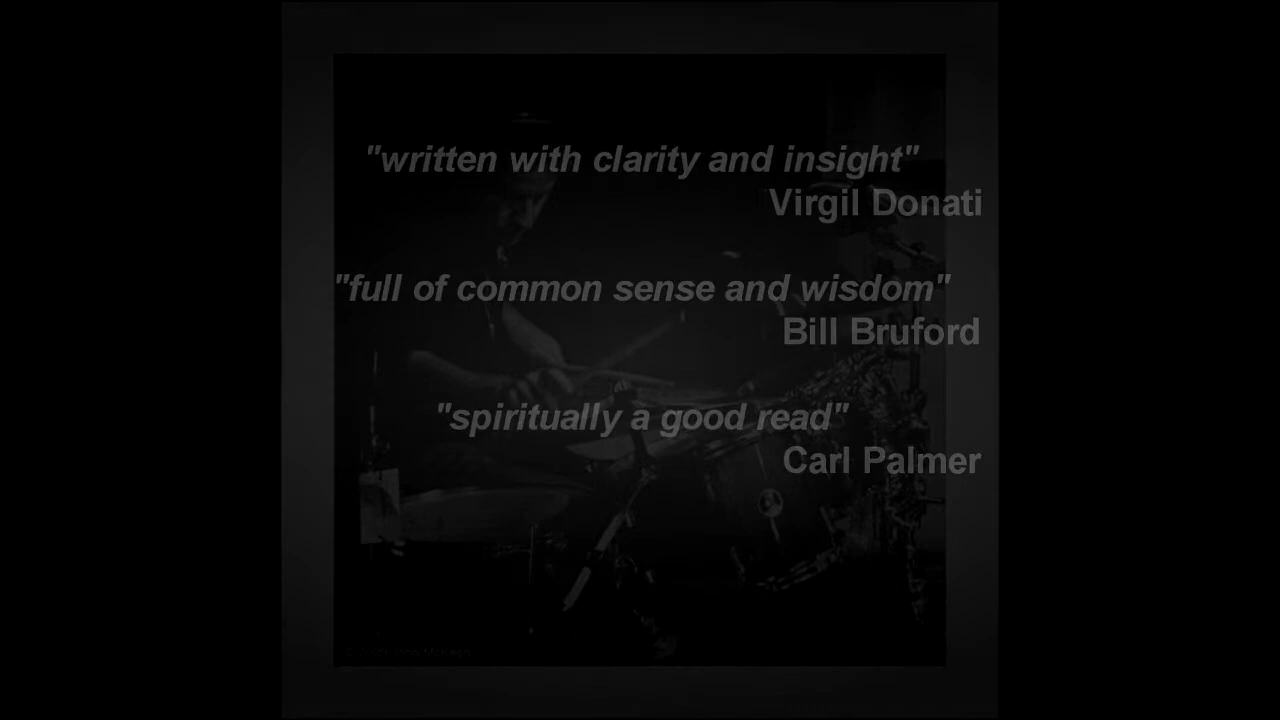 "written with clarity and insight"
Virgil Donati
"full of common sense and wisdom"
Bill Bruford
"spiritually a good read"
Carl Palmer